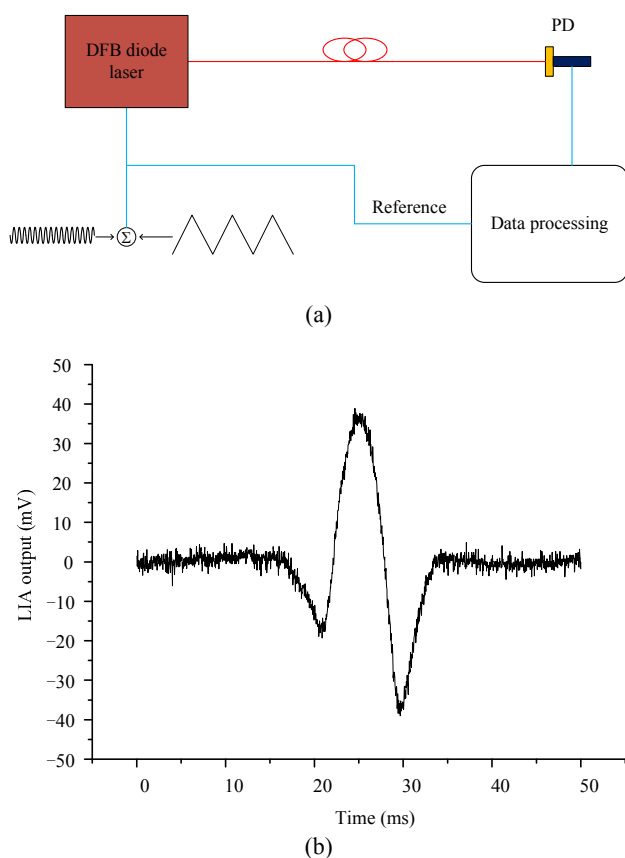 DFB diode
laser
PD
Reference
Data processing
Σ
(a)
50
40
30
20
10
0
−10
−20
−30
−40
−50
LIA output (mV)
0 10 20 30 40 50
Time (ms)
(b)